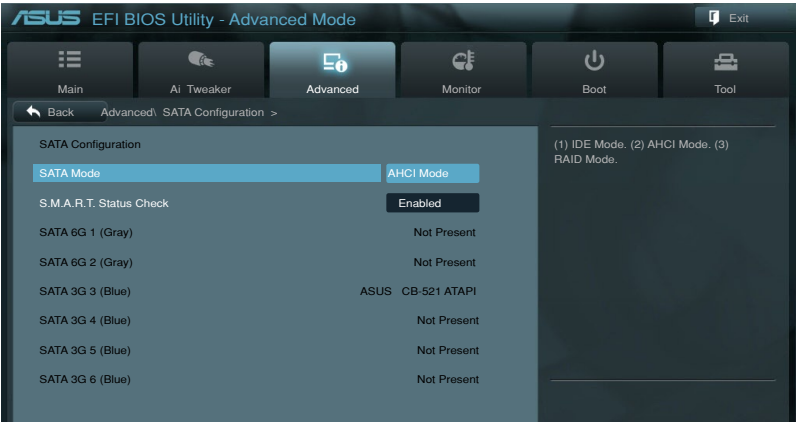 ASUS EFI BIOS Utility - Advanced Mode
Exit
Main Ai Tweaker Advanced Monitor Boot Tool
Back Advanced\ SATA Configuration >
SATA Configuration
SATA Mode AHCI Mode
S.M.A.R.T. Status Check Enabled
SATA 6G 1 (Gray) Not Present
SATA 6G 2 (Gray) Not Present
SATA 3G 3 (Blue) ASUS CB-521 ATAPI
SATA 3G 4 (Blue) Not Present
SATA 3G 5 (Blue) Not Present
SATA 3G 6 (Blue) Not Present
(1) IDE Mode. (2) AHCI Mode. (3)
RAID Mode.